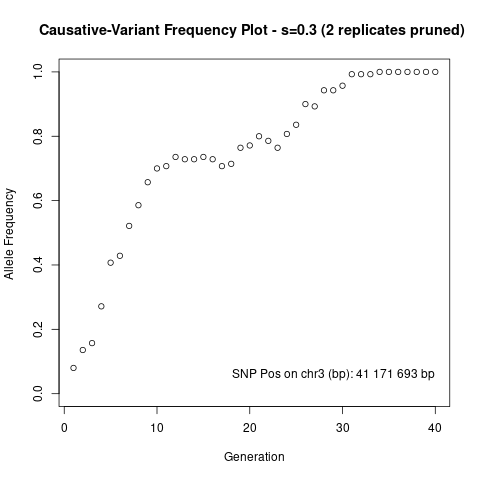 Causative-Variant Frequency Plot - s=0.3 (2 replicates pruned)
1.0
0.8
0.6
0.4
0.2
0.0
Allele Frequency
SNP Pos on chr3 (bp): 41 171 693 bp
0 10 20 30 40
Generation